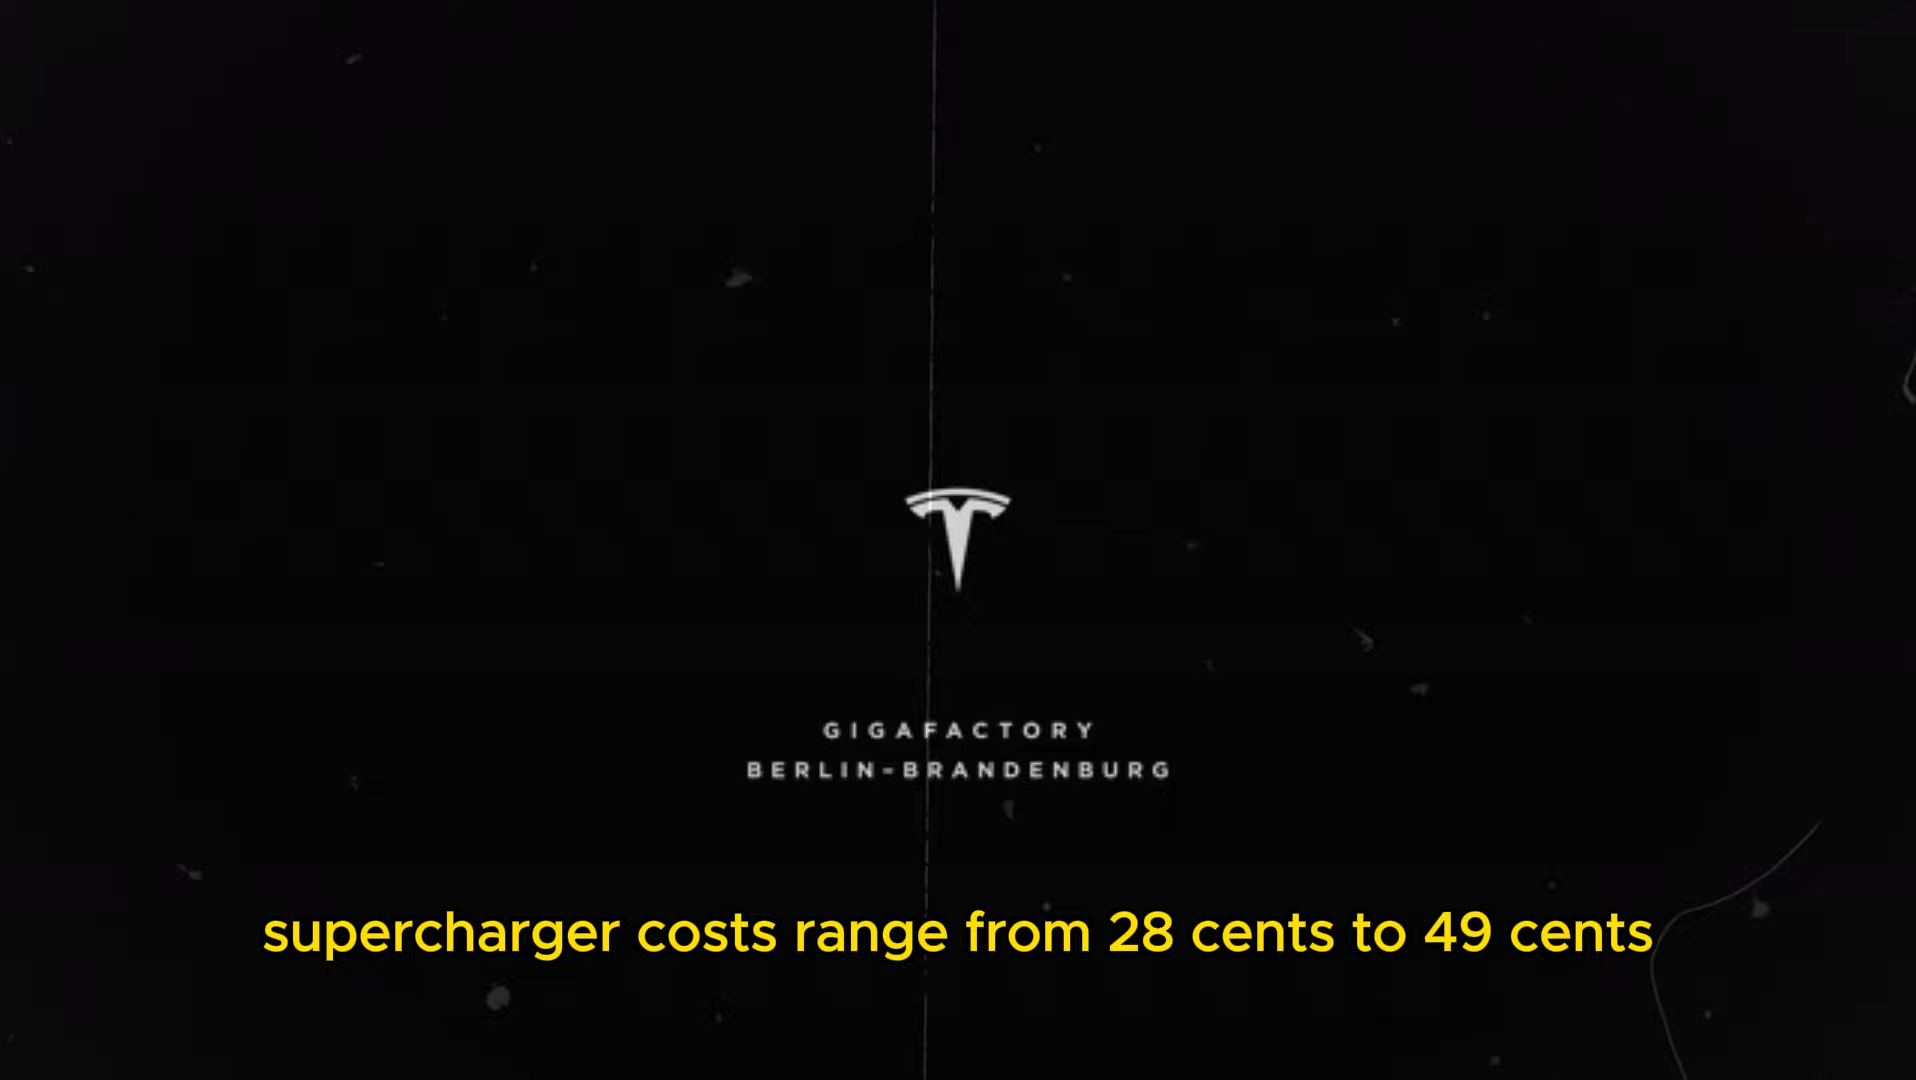 GIGAFACTORY
BERLIN-BRANDENBURG
supercharger costs range from 28 cents to 49 cents